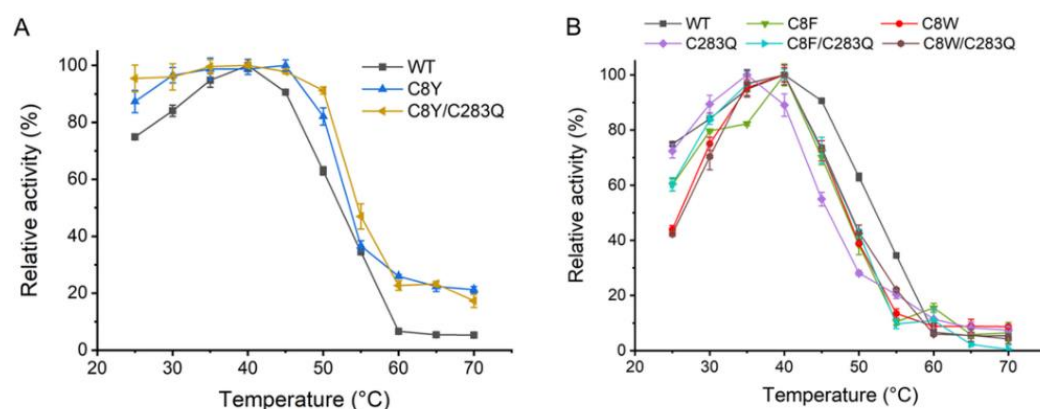 A
WT
C8Y
C8Y/C283Q
Relative activity (%)
100
80
60
40
20
0
20 30 40 50 60 70
Temperature (°C)
B
WT C8F C8W
C283Q C8F/C283Q C8W/C283Q
Relative activity (%)
100
80
60
40
20
0
20 30 40 50 60 70
Temperature (°C)